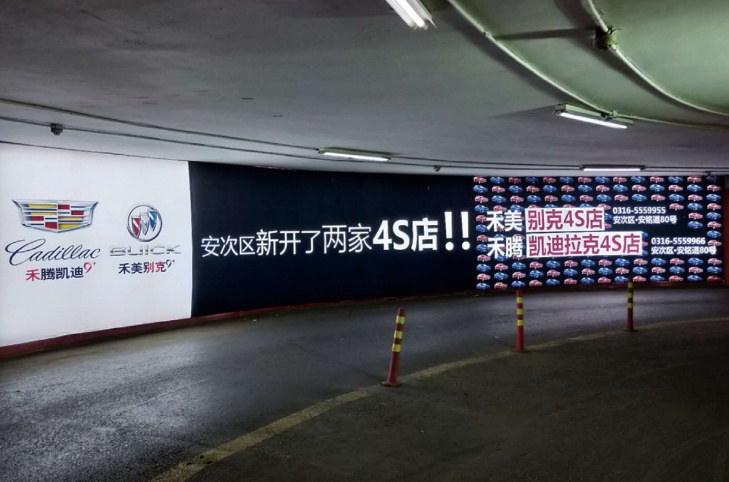 Cadillac
禾腾凯迪9+
BUICK
禾美别克9+
安次区新开了两家4S店!!
禾美 别克4S店 0316-5559955
安次区-安铭道80号
禾腾 凯迪拉克4S店 0316-5559966
安次区-安铭道80号